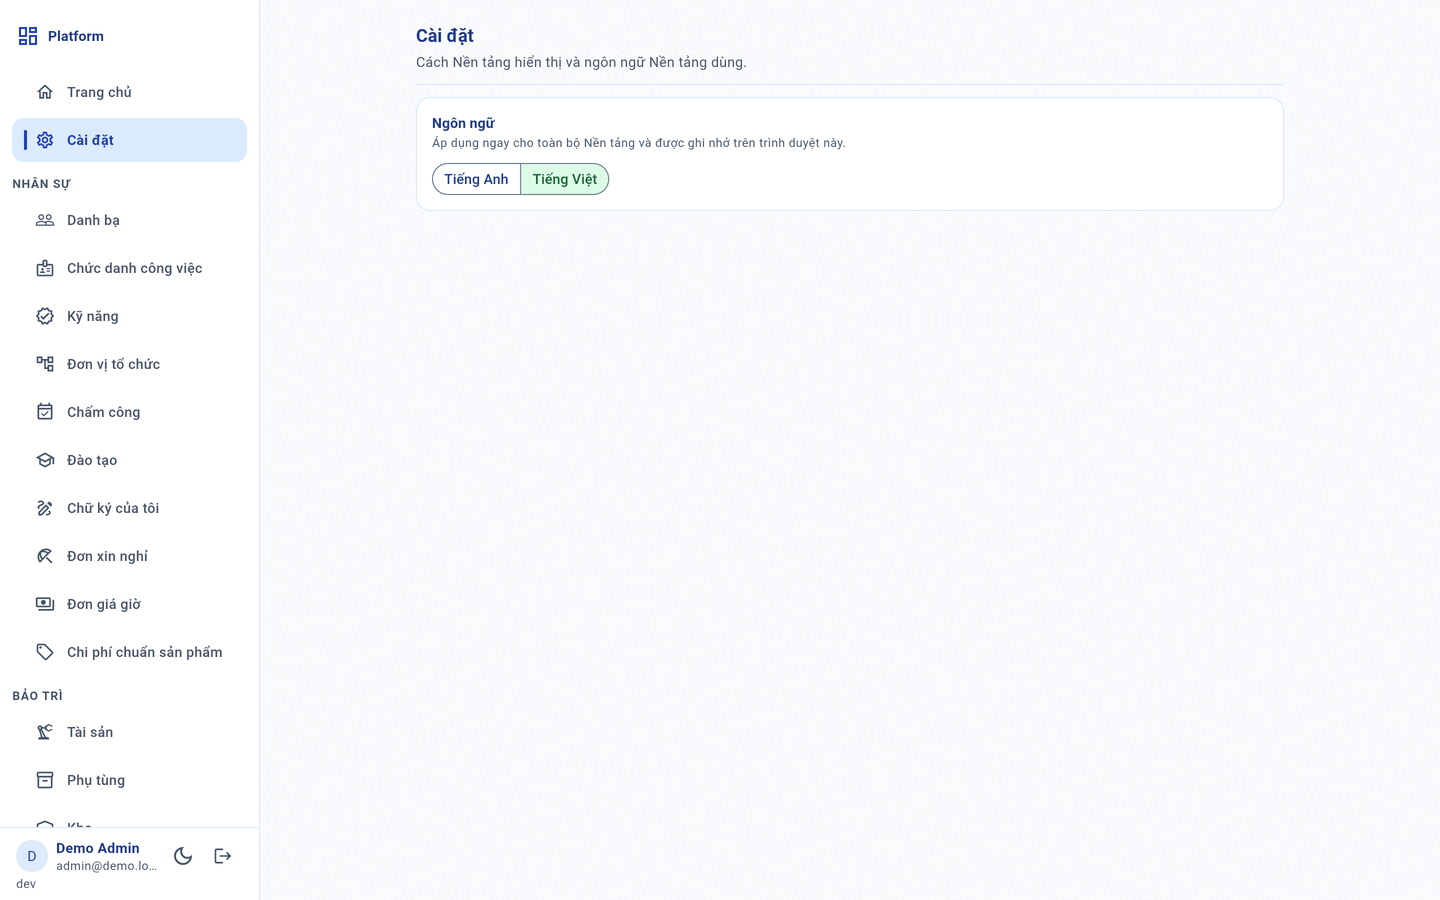 Platform
Trang chủ
Cài đặt
NHÂN SỰ
Danh bạ
Chức danh công việc
Kỹ năng
Đơn vị tổ chức
Chấm công
Đào tạo
Chữ ký của tôi
Đơn xin nghỉ
Đơn giá giờ
Chi phí chuẩn sản phẩm
BẢO TRÌ
Tài sản
Phụ tùng
D
Demo Admin
admin@demo.lo...
dev
Cài đặt
Cách Nền tảng hiển thị và ngôn ngữ Nền tảng dùng.
Ngôn ngữ
Áp dụng ngay cho toàn bộ Nền tảng và được ghi nhớ trên trình duyệt này.
Tiếng Anh
Tiếng Việt